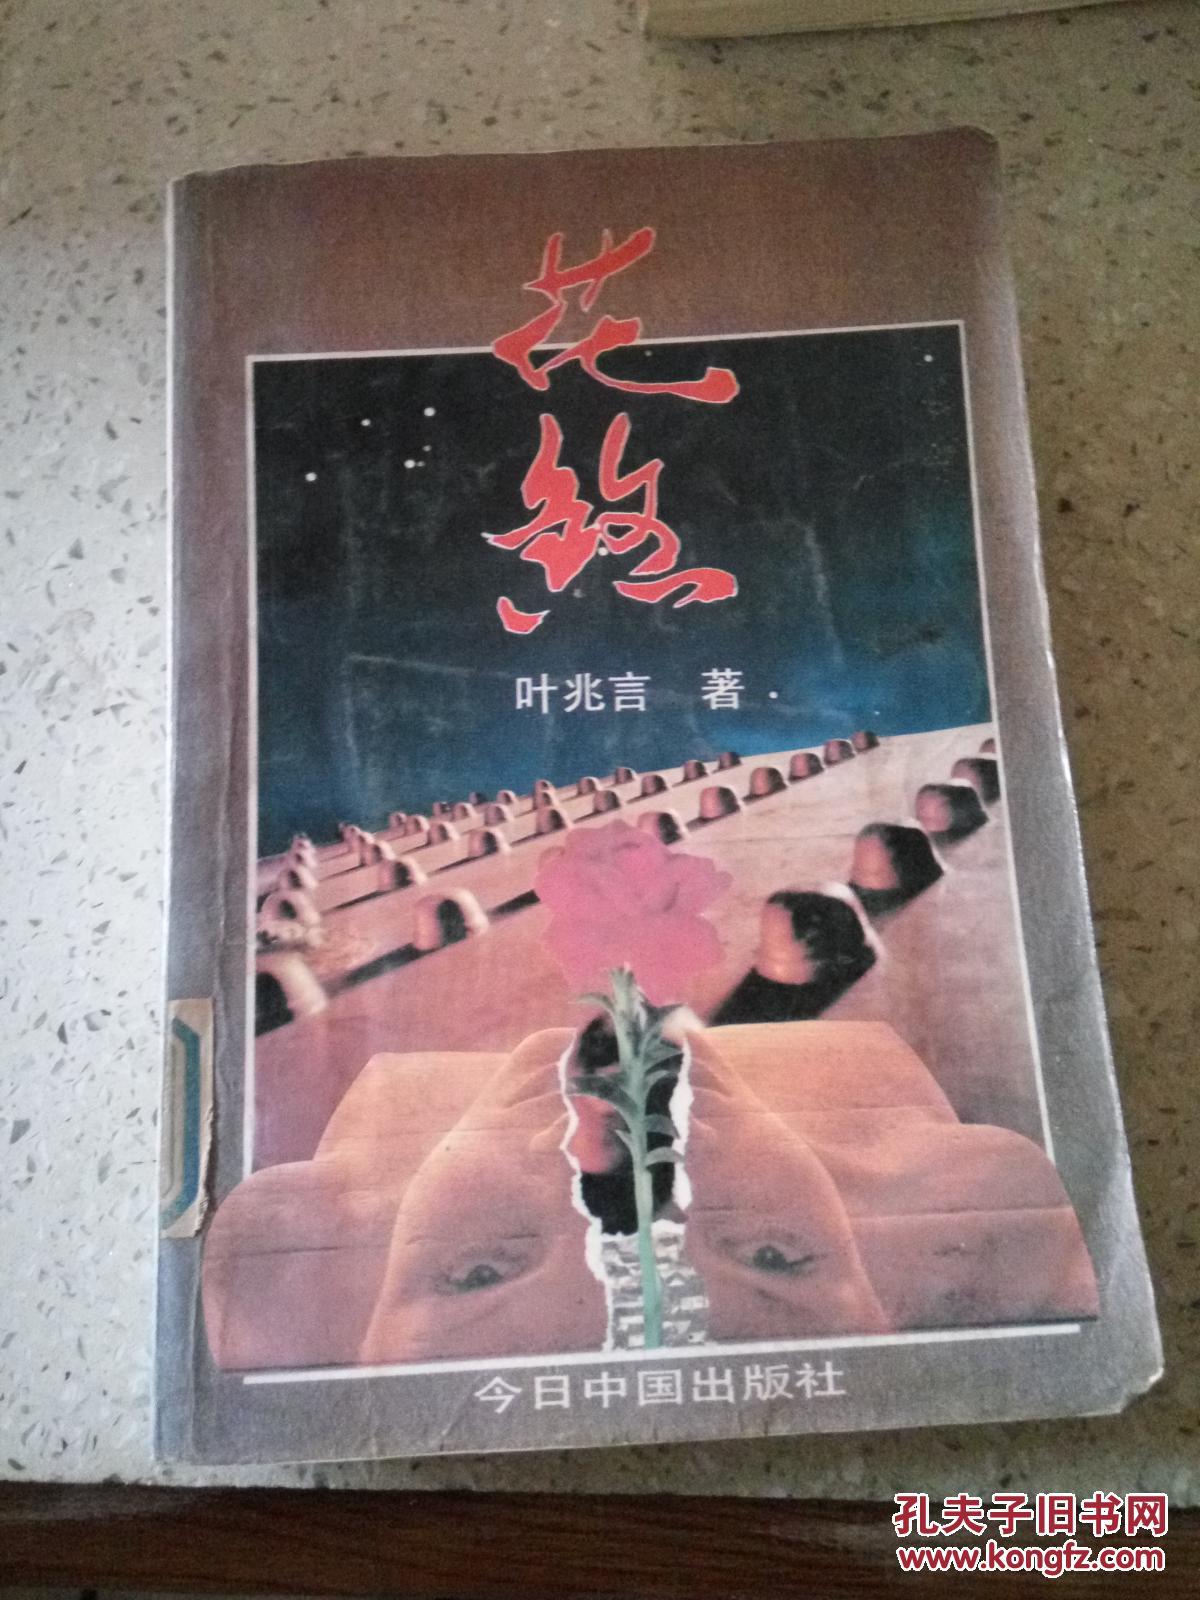 花
煞
叶兆言 著
今日中国出版社
孔夫子旧书网
www.kongfz.com